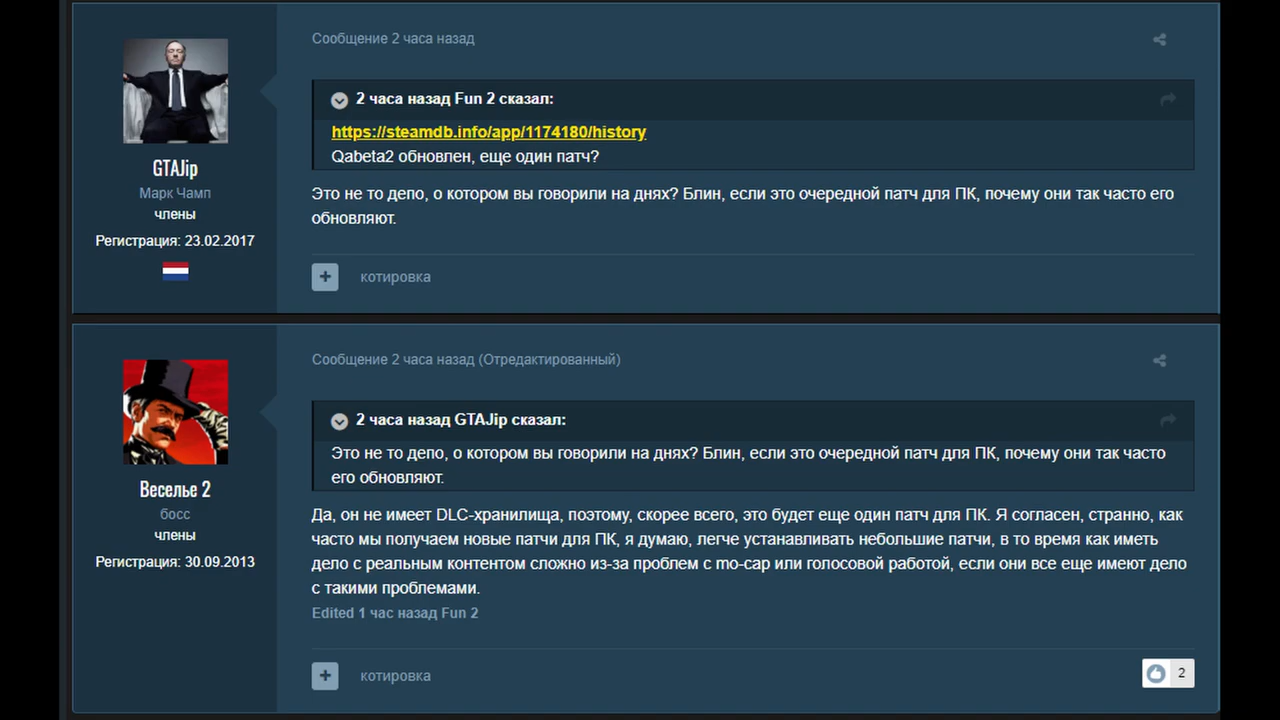 Сообщение 2 часа назад
2 часа назад Fun 2 сказал:
https://steamdb.info/app/1174180/history
Qabeta2 обновлен, еще один патч?
GTAJip
Марк Чамп
члены
Регистрация: 23.02.2017
Это не то депо, о котором вы говорили на днях? Блин, если это очередной патч для ПК, почему они так часто его
обновляют.
+ котировка
Сообщение 2 часа назад (Отредактированный)
2 часа назад GTAJip сказал:
Это не то депо, о котором вы говорили на днях? Блин, если это очередной патч для ПК, почему они так часто
его обновляют.
Веселье 2
босс
члены
Регистрация: 30.09.2013
Да, он не имеет DLC-хранилища, поэтому, скорее всего, это будет еще один патч для ПК. Я согласен, странно, как
часто мы получаем новые патчи для ПК, я думаю, легче устанавливать небольшие патчи, в то время как иметь
дело с реальным контентом сложно из-за проблем с mo-cap или голосовой работой, если они все еще имеют дело
с такими проблемами.
Edited 1 час назад Fun 2
+ котировка
2